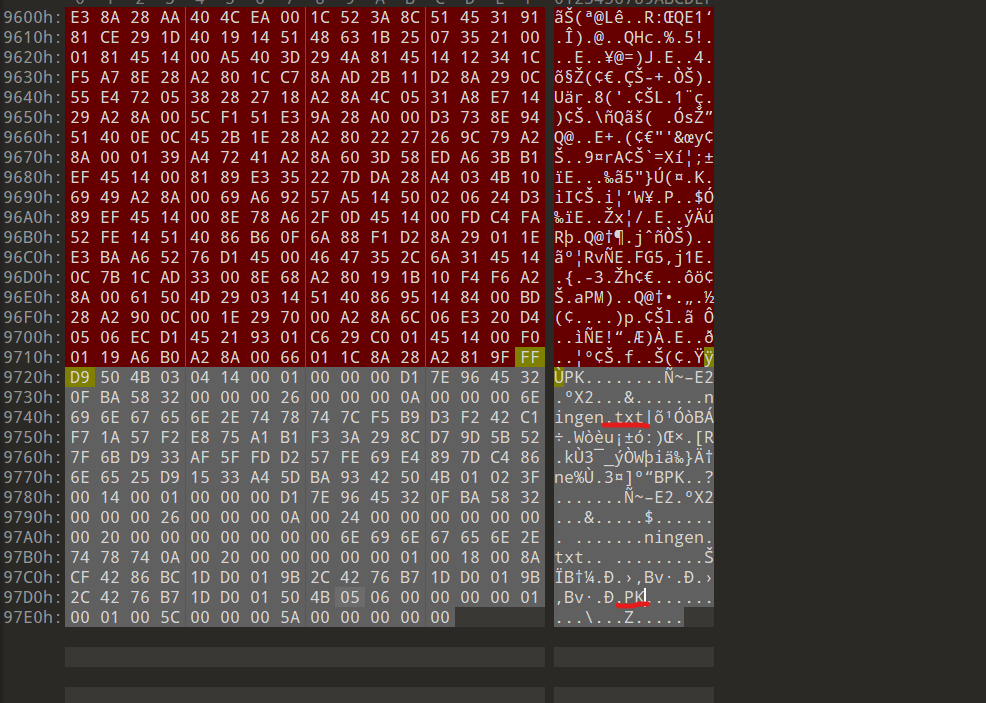 9600h: E3 8A 28 AA 40 4C EA 00 1C 52 3A 8C 51 45 31 91 ãŠ(ª@Lê..R:ŒQE1‘
9610h: 81 CE 29 1D 40 19 14 51 48 63 1B 25 07 35 21 00 .Î).@..QHc.%.5!.
9620h: 01 81 45 14 00 A5 40 3D 29 4A 81 45 14 12 34 1C ..E..¥@=)J.E..4.
9630h: F5 A7 8E 28 A2 80 1C C7 8A AD 2B 11 D2 8A 29 0C õ§Ž(¢€.ÇŠ-+.ÒŠ).
9640h: 55 E4 72 05 38 28 27 18 A2 8A 4C 05 31 A8 E7 14 Uär.8('.¢ŠL.1¨ç.
9650h: 29 A2 8A 00 5C F1 51 E3 9A 28 A0 00 D3 73 8E 94 )¢Š.\ñQãš( .ÓsŽ”
9660h: 51 40 0E 0C 45 2B 1E 28 A2 80 22 27 26 9C 79 A2 Q@..E+.(¢€"'&œy¢
9670h: 8A 00 01 39 A4 72 41 A2 8A 60 3D 58 ED A6 3B B1 Š..9¤rA¢Š`=Xí¦;±
9680h: EF 45 14 00 81 89 E3 35 22 7D DA 28 A4 03 4B 10 ïE...‰ã5"}Ú(¤.K.
9690h: 69 49 A2 8A 00 69 A6 92 57 A5 14 50 02 06 24 D3 iI¢Š.i¦’W¥.P..$Ó
96A0h: 89 EF 45 14 00 8E 78 A6 2F 0D 45 14 00 FD C4 FA ‰ïE..Žx¦/.E..ýÄú
96B0h: 52 FE 14 51 40 86 B6 0F 6A 88 F1 D2 8A 29 01 1E Rþ.Q@†¶.jˆñÒŠ)..
96C0h: E3 BA A6 52 76 D1 45 00 46 47 35 2C 6A 31 45 14 ãº¦RvÑE.FG5,j1E.
96D0h: 0C 7B 1C AD 33 00 8E 68 A2 80 19 1B 10 F4 F6 A2 .{.-3.Žh¢€...ôö¢
96E0h: 8A 00 61 50 4D 29 03 14 51 40 86 95 14 84 00 BD Š.aPM)..Q@†•.„.½
96F0h: 28 A2 90 0C 00 1E 29 70 00 A2 8A 6C 06 E3 20 D4 (¢....)p.¢Šl.ã Ô
9700h: 05 06 EC D1 45 21 93 01 C6 29 C0 01 45 14 00 F0 ..ìÑE!“.Æ)À.E..ð
9710h: 01 19 A6 B0 A2 8A 00 66 01 1C 8A 28 A2 81 9F FF ..¦°¢Š.f..Š(¢.Ÿÿ
9720h: D9 50 4B 03 04 14 00 01 00 00 00 D1 7E 96 45 32 ÙPK........Ñ~–E2
9730h: 0F BA 58 32 00 00 00 26 00 00 00 0A 00 00 00 6E .ºX2...&.......n
9740h: 69 6E 67 65 6E 2E 74 78 74 7C F5 B9 D3 F2 42 C1 ingen.txt|õ¹ÓòBÁ
9750h: F7 1A 57 F2 E8 75 A1 B1 F3 3A 29 8C D7 9D 5B 52 ÷.Wòèu¡±ó:)Œ×.[R
9760h: 7F 6B D9 33 AF 5F FD D2 57 FE 69 E4 89 7D C4 86 .kÙ3¯_ýÒWþiä‰}Ä†
9770h: 6E 65 25 D9 15 33 A4 5D BA 93 42 50 4B 01 02 3F ne%Ù.3¤]º“BPK..?
9780h: 00 14 00 01 00 00 00 D1 7E 96 45 32 0F BA 58 32 .......Ñ~–E2.ºX2
9790h: 00 00 00 26 00 00 00 0A 00 24 00 00 00 00 00 00 ...&.....$......
97A0h: 00 20 00 00 00 00 00 00 00 6E 69 6E 67 65 6E 2E . .......ningen.
97B0h: 74 78 74 0A 00 20 00 00 00 00 00 01 00 18 00 8A txt.. .........Š
97C0h: CF 42 86 BC 1D D0 01 9B 2C 42 76 B7 1D D0 01 9B ÏB†¼.Ð.›,Bv·.Ð.›
97D0h: 2C 42 76 B7 1D D0 01 50 4B 05 06 00 00 00 00 01 ,Bv·.Ð.PK.......
97E0h: 00 01 00 5C 00 00 00 5A 00 00 00 00 00 ...\...Z.....